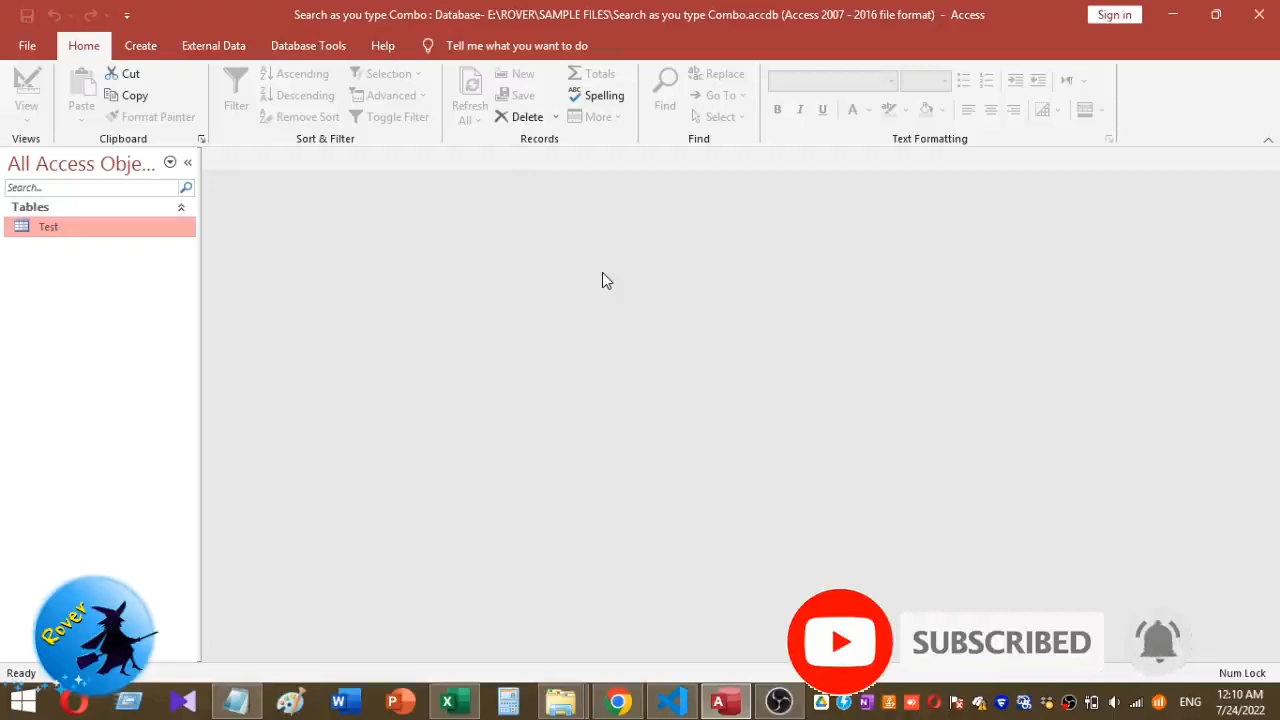 Search as you type Combo : Database- E:\ROVER\SAMPLE FILES\Search as you type Combo.accdb (Access 2007 - 2016 file format) - Access
Sign in
File Home Create External Data Database Tools Help Tell me what you want to do
View
Views
Paste
Cut
Copy
Format Painter
Clipboard
Filter
Ascending
Descending
Remove Sort
Selection
Advanced
Toggle Filter
Sort & Filter
Refresh
All
New
Save
Delete
Totals
Spelling
More
Records
Find
Replace
Go To
Select
Find
B I U A
Text Formatting
All Access Obje...
Search...
Tables
Test
Rover
SUBSCRIBED
Ready
Num Lock
ENG
12:10 AM
7/24/2022